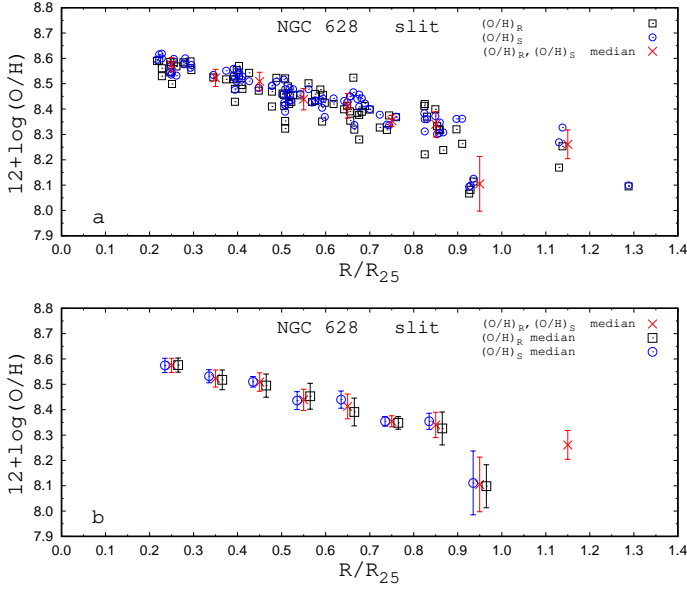 NGC 628 slit
(O/H)R
(O/H)S
(O/H)R,(O/H)S median
12+log(O/H)
8.8
8.7
8.6
8.5
8.4
8.3
8.2
8.1
8.0
7.9
a
0.0 0.1 0.2 0.3 0.4 0.5 0.6 0.7 0.8 0.9 1.0 1.1 1.2 1.3 1.4
R/R25
NGC 628 slit
(O/H)R,(O/H)S median
(O/H)R median
(O/H)S median
12+log(O/H)
8.8
8.7
8.6
8.5
8.4
8.3
8.2
8.1
8.0
7.9
b
0.0 0.1 0.2 0.3 0.4 0.5 0.6 0.7 0.8 0.9 1.0 1.1 1.2 1.3 1.4
R/R25